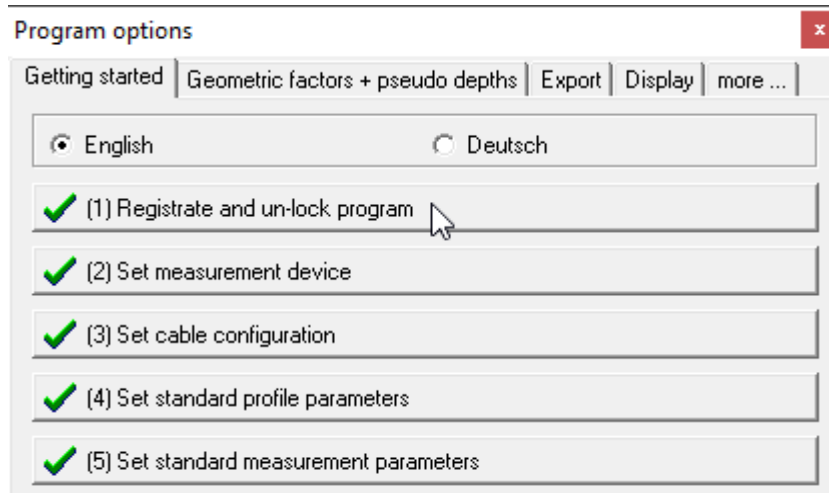 Program options
x
Getting started Geometric factors + pseudo depths Export Display more ...
English Deutsch
(1) Registrate and un-lock program
(2) Set measurement device
(3) Set cable configuration
(4) Set standard profile parameters
(5) Set standard measurement parameters